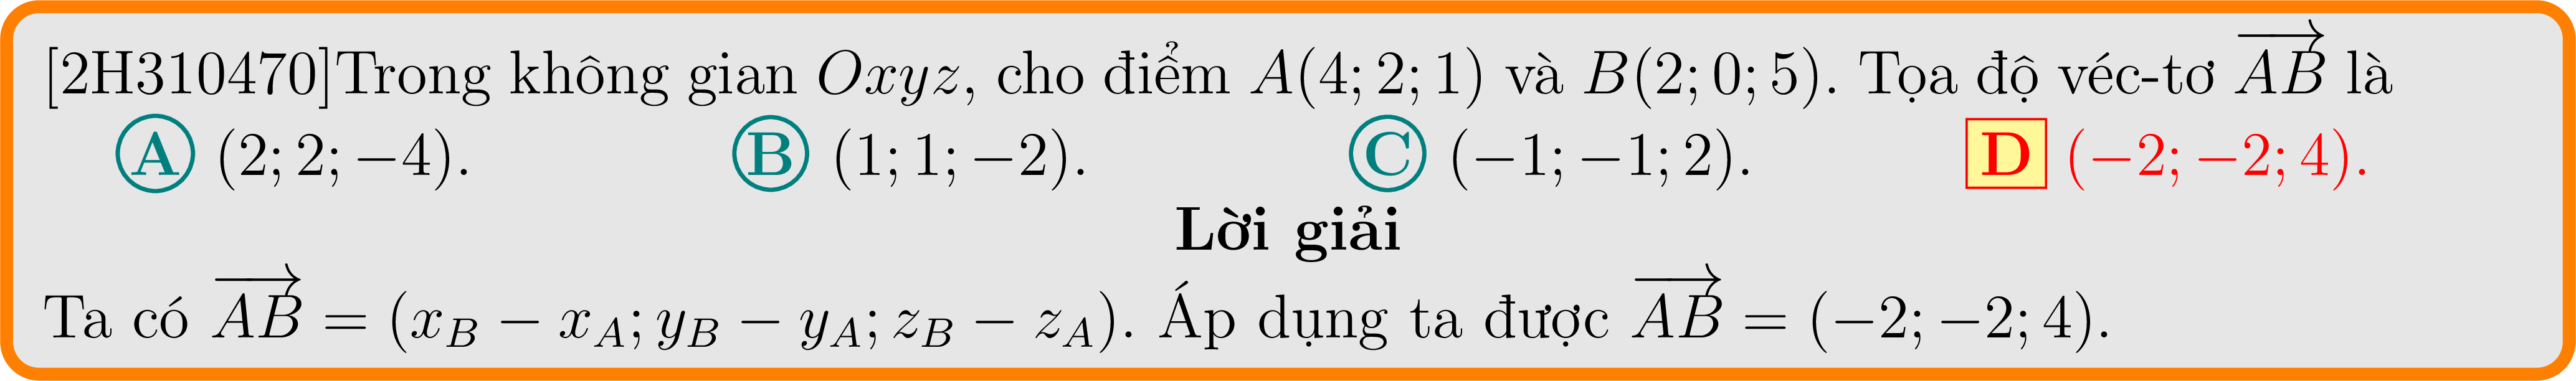 [2H310470]Trong không gian Oxyz, cho điểm A(4; 2; 1) và B(2; 0; 5). Tọa độ véc-tơ \overrightarrow{AB} là
A (2; 2; −4). B (1; 1; −2). C (−1; −1; 2). D (−2; −2; 4).
Lời giải
Ta có \overrightarrow{AB} = (x_B − x_A; y_B − y_A; z_B − z_A). Áp dụng ta được \overrightarrow{AB} = (−2; −2; 4).